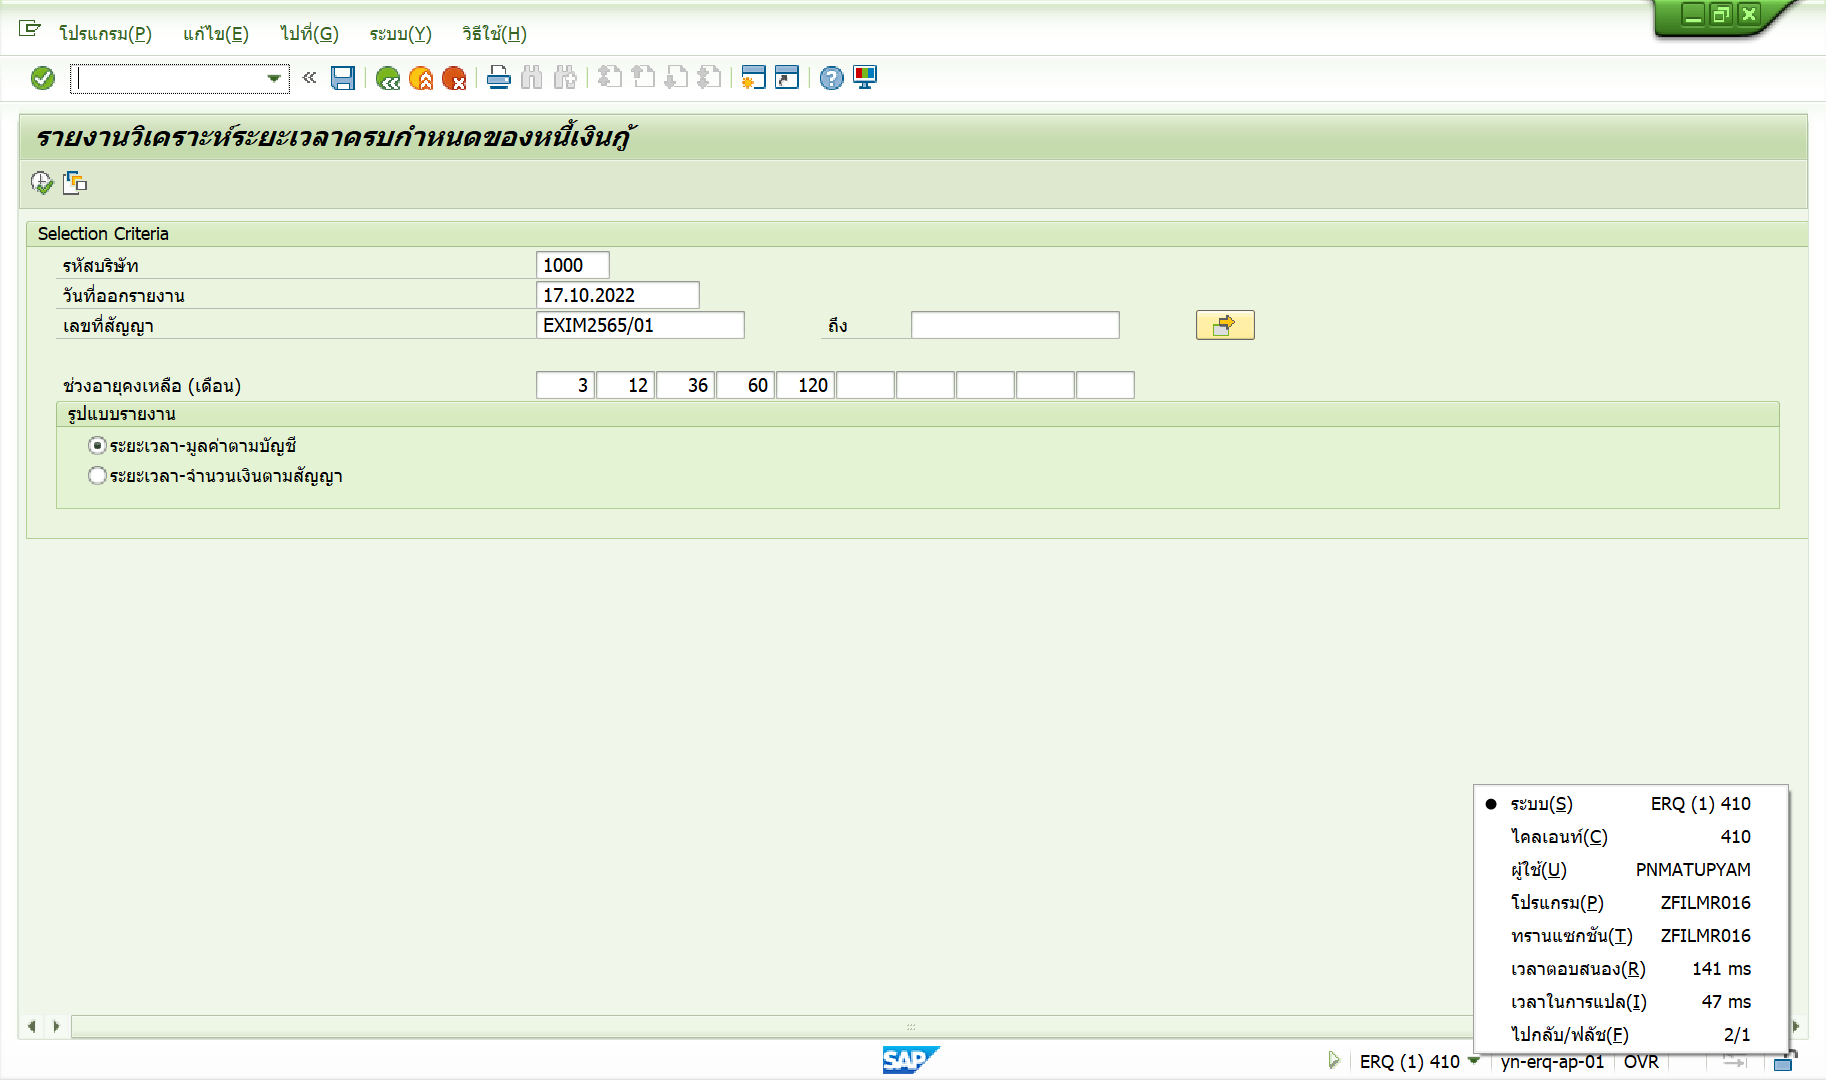 โปรแกรม(P) แก้ไข(E) ไปที่(G) ระบบ(Y) วิธีใช้(H)
รายงานวิเคราะห์ระยะเวลาครบกำหนดของหนี้เงินกู้
Selection Criteria
รหัสบริษัท 1000
วันที่ออกรายงาน 17.10.2022
เลขที่สัญญา EXIM2565/01 ถึง
ช่วงอายุคงเหลือ (เดือน) 3 12 36 60 120
รูปแบบรายงาน
ระยะเวลา-มูลค่าตามบัญชี
ระยะเวลา-จำนวนเงินตามสัญญา
ระบบ(S) ERQ (1) 410
ไคลเอนท์(C) 410
ผู้ใช้(U) PNMATUPYAM
โปรแกรม(P) ZFILMR016
ทรานแซกชัน(T) ZFILMR016
เวลาตอบสนอง(R) 141 ms
เวลาในการแปล(I) 47 ms
ไปกลับ/ฟลัช(F) 2/1
SAP ERQ (1) 410 yn-erq-ap-01 OVR